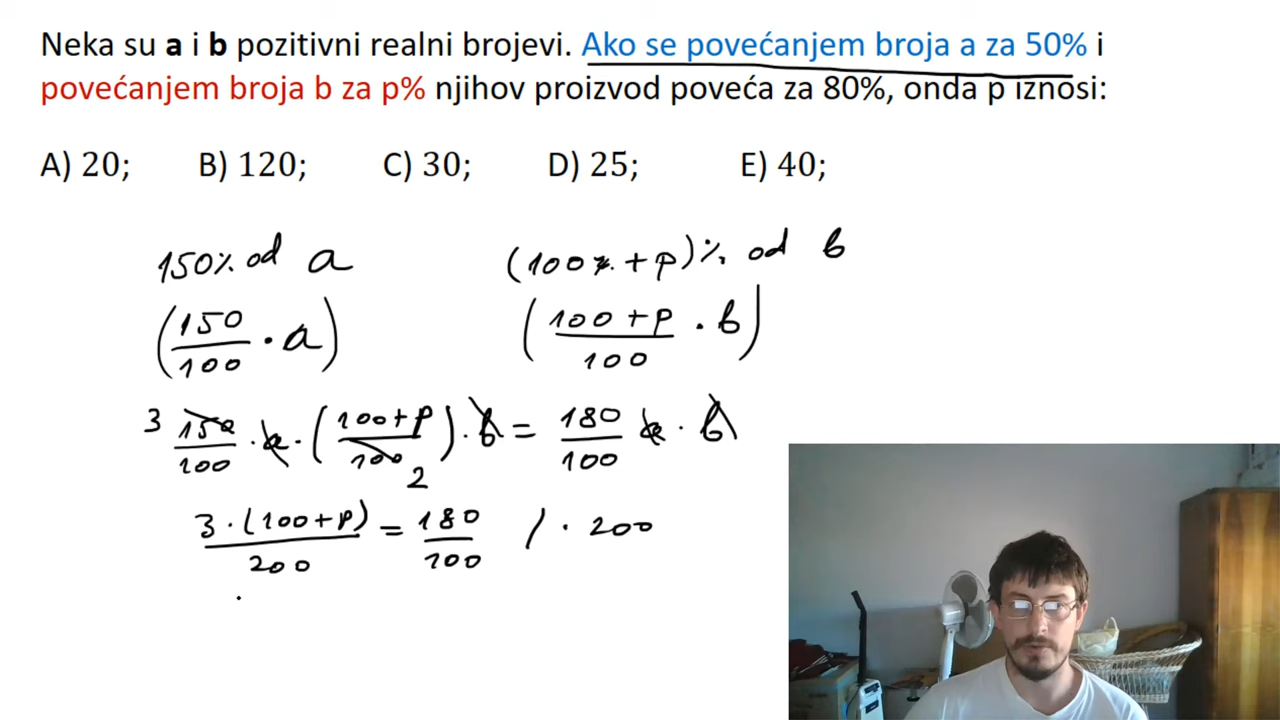 Neka su a i b pozitivni realni brojevi. Ako se povećanjem broja a za 50% i
povećanjem broja b za p% njihov proizvod poveća za 80%, onda p iznosi:
A) 20; B) 120; C) 30; D) 25; E) 40;
150% od a (100% + p)% od b
(150/100 · a) (100 + p/100 · b)
3 150/100 · a · (100 + p/100 2) · b = 180/100 a · b
3 · (100 + p)/200 = 180/100 / · 200